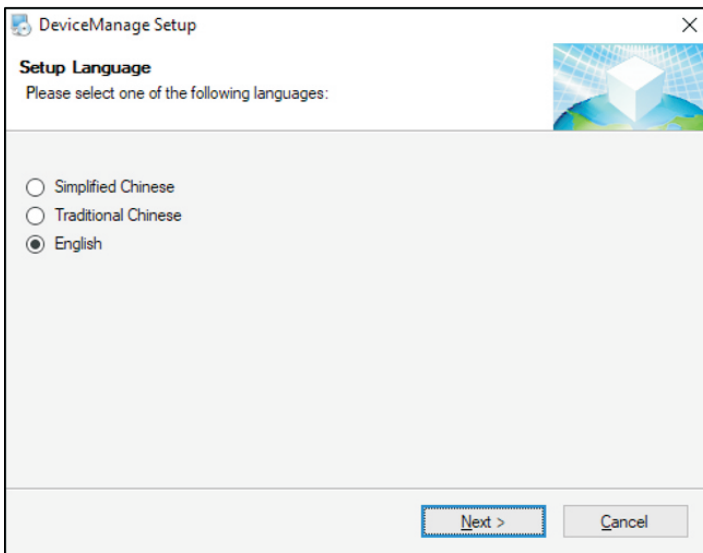 DeviceManage Setup
Setup Language
Please select one of the following languages:
Simplified Chinese
Traditional Chinese
English
Next >
Cancel